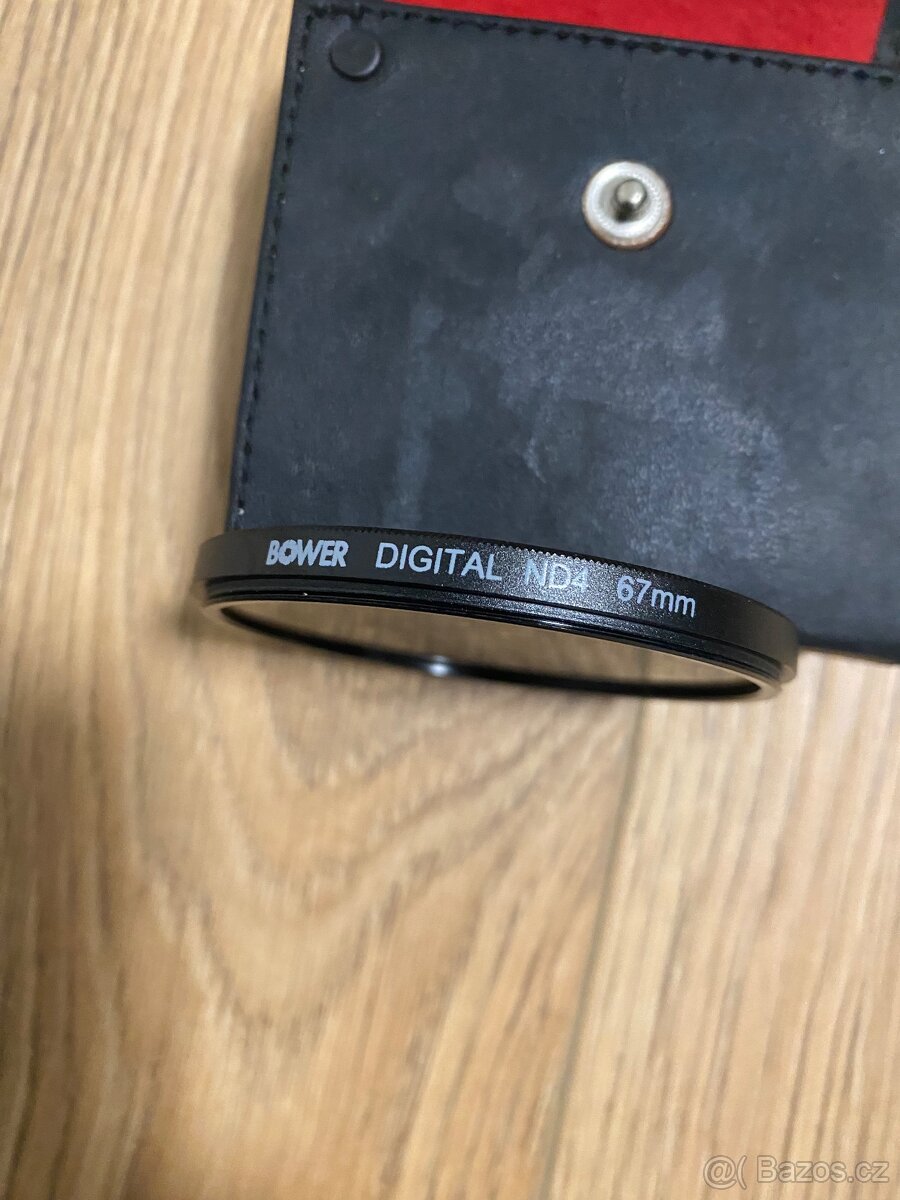 BOWER DIGITAL ND4 67mm
@ Bazos.cz